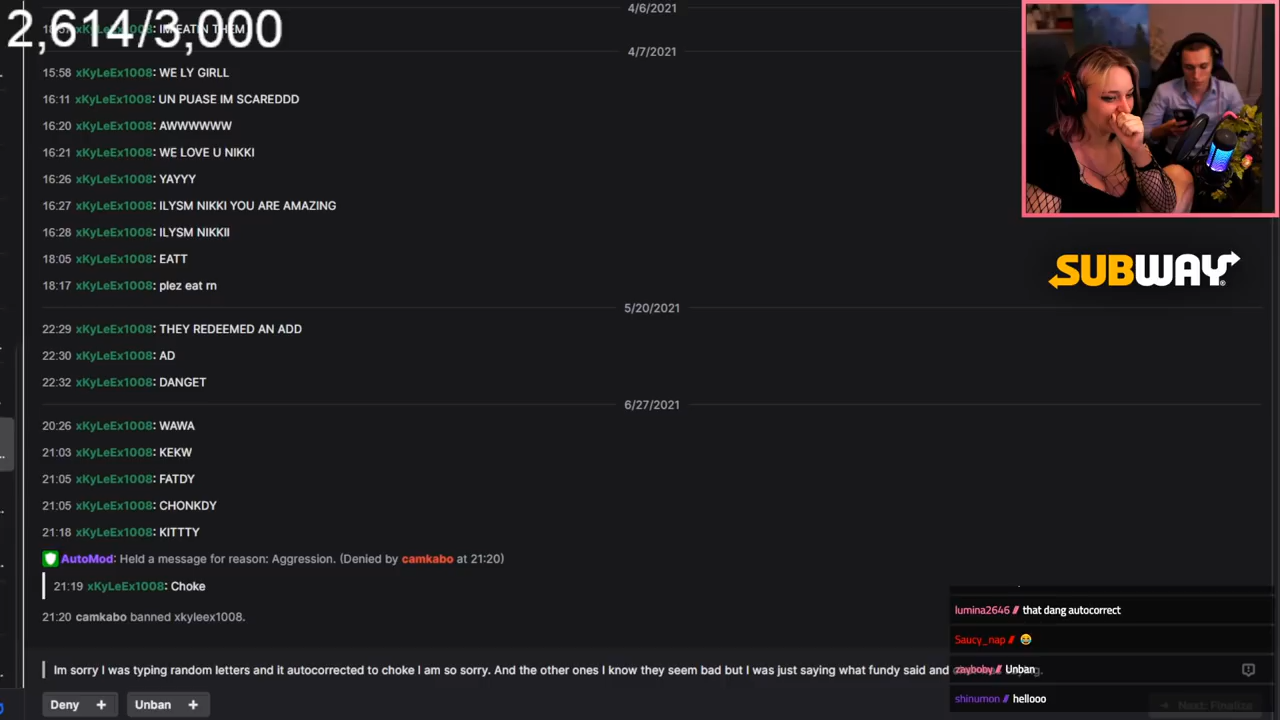 4/6/2021
2,614/3,000
IM EATIN THEM
4/7/2021
15:58 xKyLeEx1008: WE LY GIRLL
16:11 xKyLeEx1008: UN PUASE IM SCAREDDD
16:20 xKyLeEx1008: AWWWWWW
16:21 xKyLeEx1008: WE LOVE U NIKKI
16:26 xKyLeEx1008: YAYYY
16:27 xKyLeEx1008: ILYSM NIKKI YOU ARE AMAZING
16:28 xKyLeEx1008: ILYSM NIKKII
18:05 xKyLeEx1008: EATT
SUBWAY
18:17 xKyLeEx1008: plez eat rn
5/20/2021
22:29 xKyLeEx1008: THEY REDEEMED AN ADD
22:30 xKyLeEx1008: AD
22:32 xKyLeEx1008: DANGET
6/27/2021
20:26 xKyLeEx1008: WAWA
21:03 xKyLeEx1008: KEKW
21:05 xKyLeEx1008: FATDY
21:05 xKyLeEx1008: CHONKDY
21:18 xKyLeEx1008: KITTTY
AutoMod: Held a message for reason: Aggression. (Denied by camkabo at 21:20)
21:19 xKyLeEx1008: Choke
21:20 camkabo banned xkyleex1008.
Im sorry I was typing random letters and it autocorrected to choke I am so sorry. And the other ones I know they seem bad but I was just saying what fundy said and
Deny +
Unban +
Next: Finalize
lumina2646 // that dang autocorrect
Saucy_nap //
zayboby // Unban
shinumon // hellooo